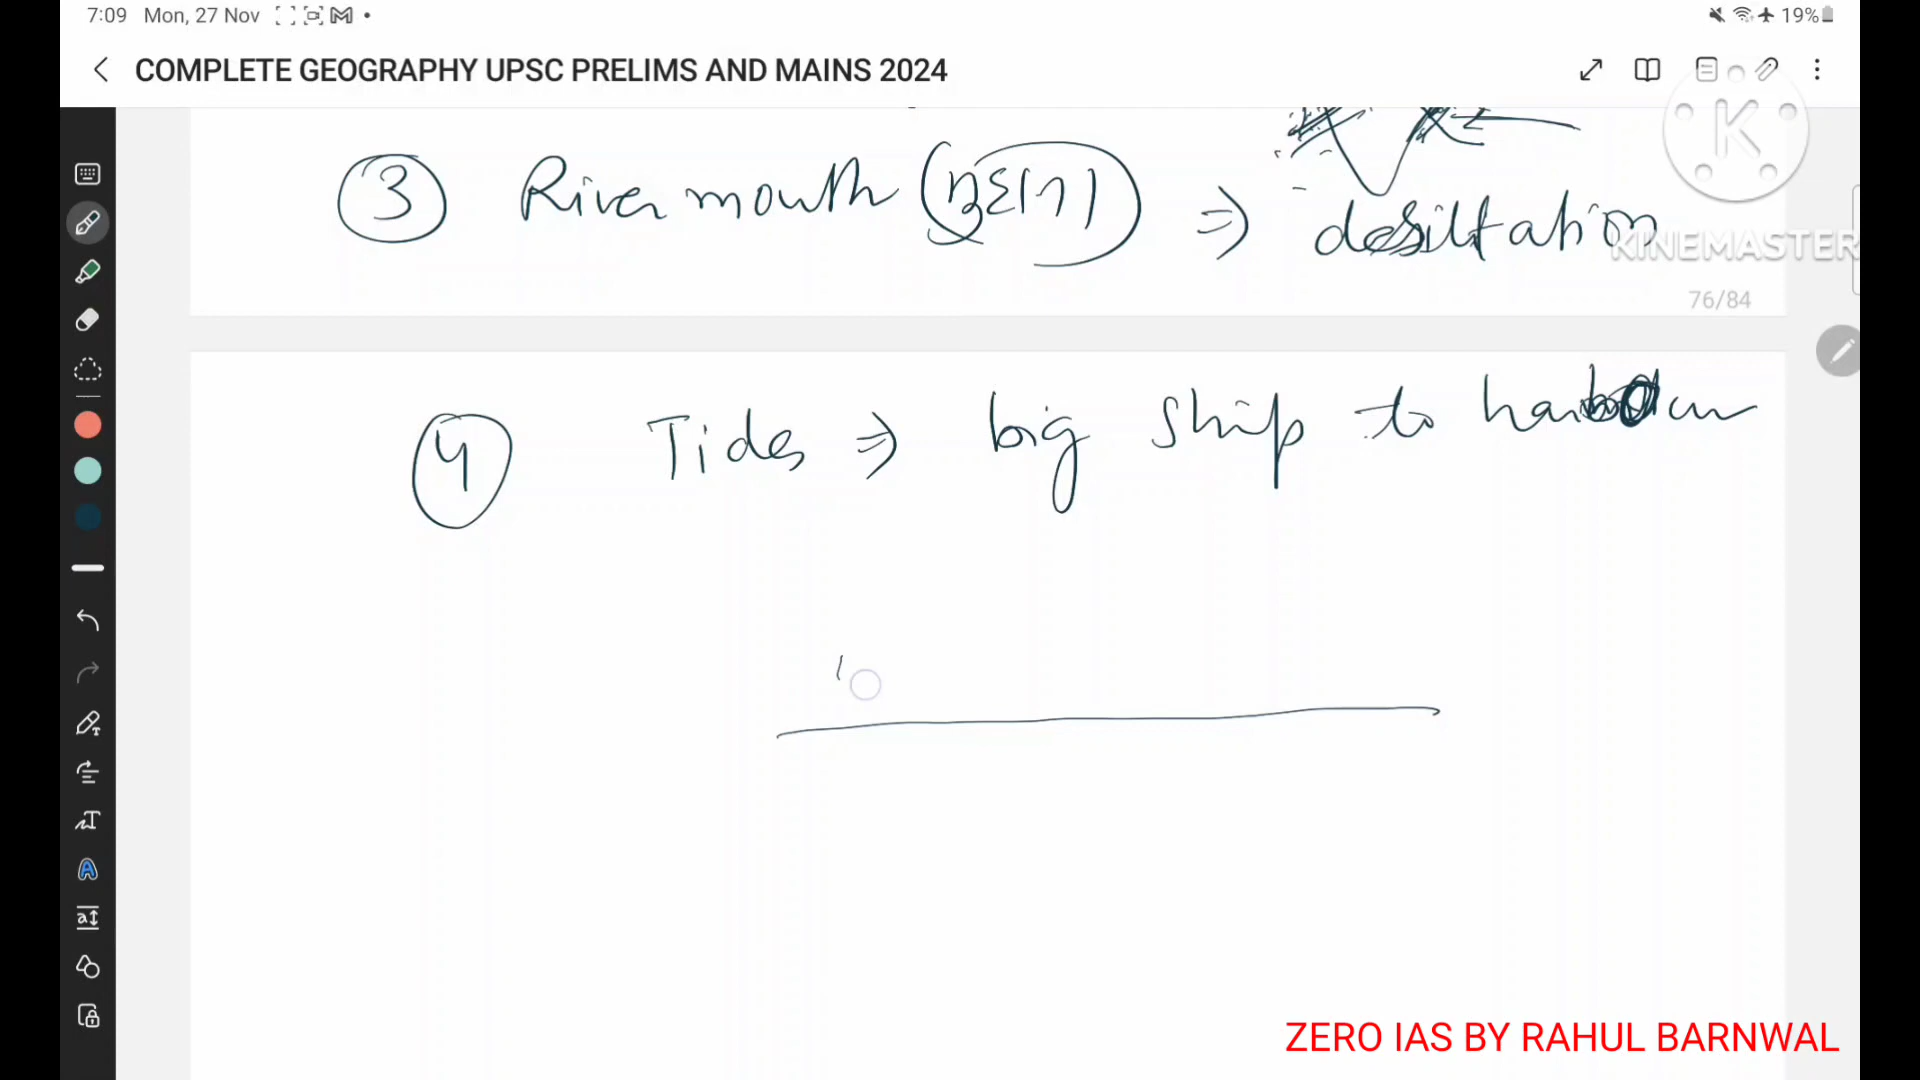 7:09 Mon, 27 Nov
19%
COMPLETE GEOGRAPHY UPSC PRELIMS AND MAINS 2024
K
KINEMASTER
3 River mouth ( ) ⇒ desiltation
76/84
4 Tides ⇒ big ship to harbour
ZERO IAS BY RAHUL BARNWAL